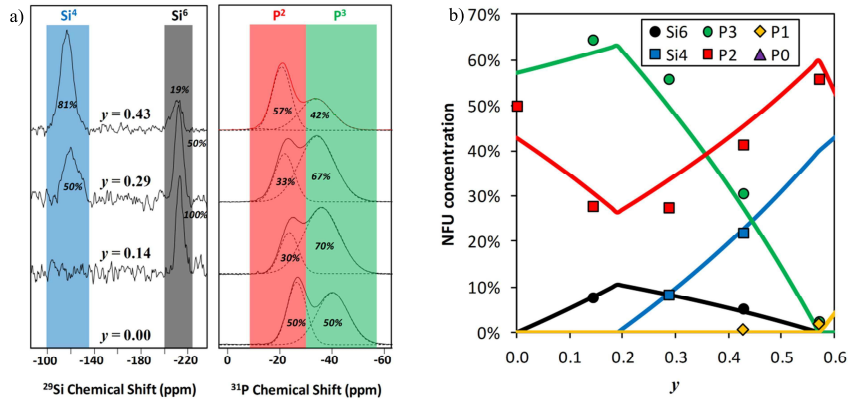 a)
Si4
Si6
P2
P3
19%
81%
y = 0.43
50%
57%
42%
50%
y = 0.29
33%
67%
100%
y = 0.14
30%
70%
y = 0.00
50%
50%
-100
-140
-180
-220
0
-20
-40
-60
29Si Chemical Shift (ppm)
31P Chemical Shift (ppm)
b)
NFU concentration
70%
60%
50%
40%
30%
20%
10%
0%
Si6
P3
P1
Si4
P2
P0
0.0
0.1
0.2
0.3
0.4
0.5
0.6
y